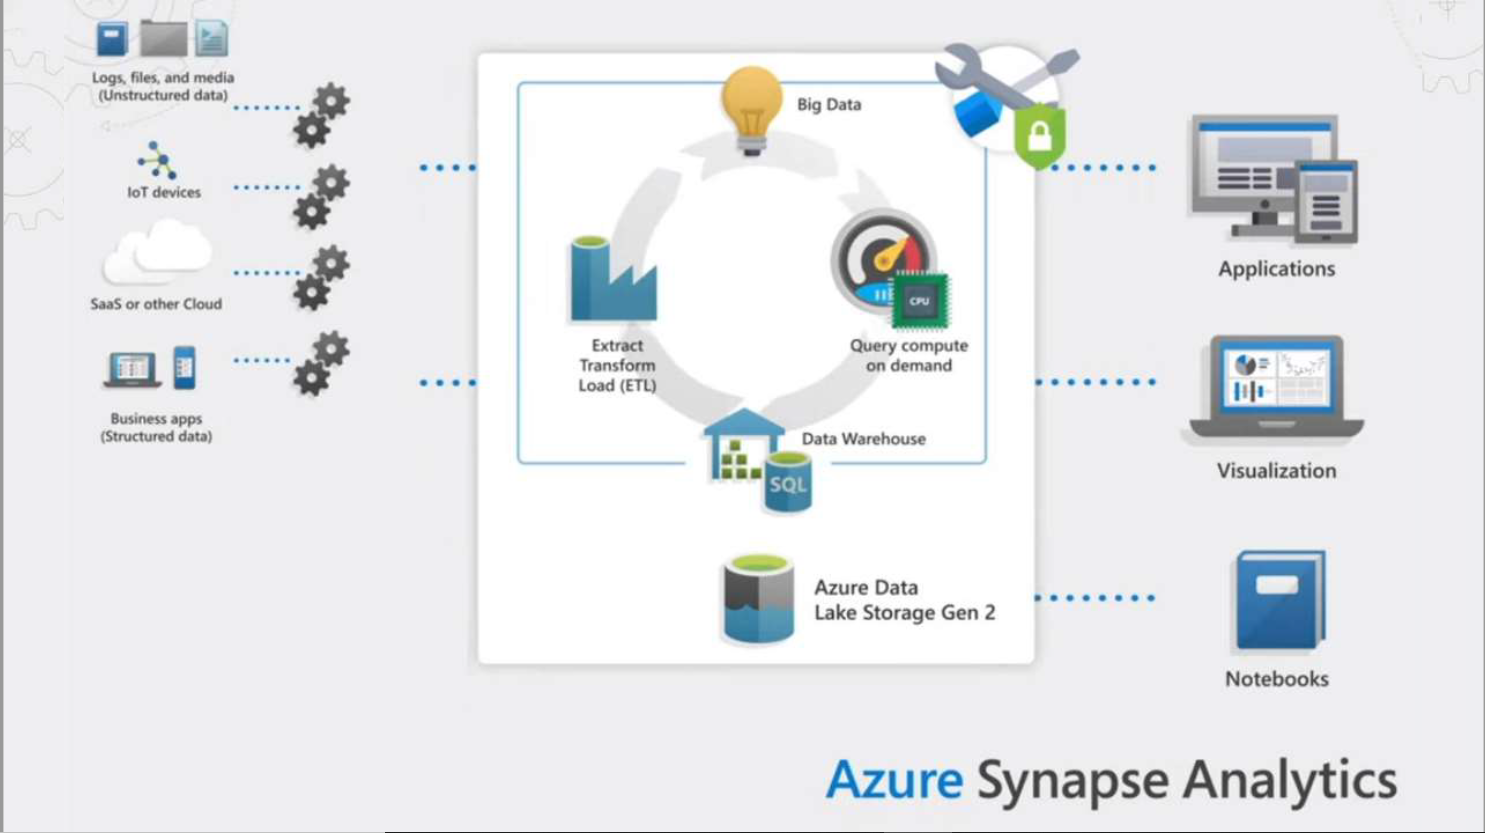 Logs, files, and media
(Unstructured data)
IoT devices
SaaS or other Cloud
Business apps
(Structured data)
Big Data
Extract
Transform
Load (ETL)
CPU
Query compute
on demand
Data Warehouse
SQL
Azure Data
Lake Storage Gen 2
Applications
Visualization
Notebooks
Azure Synapse Analytics